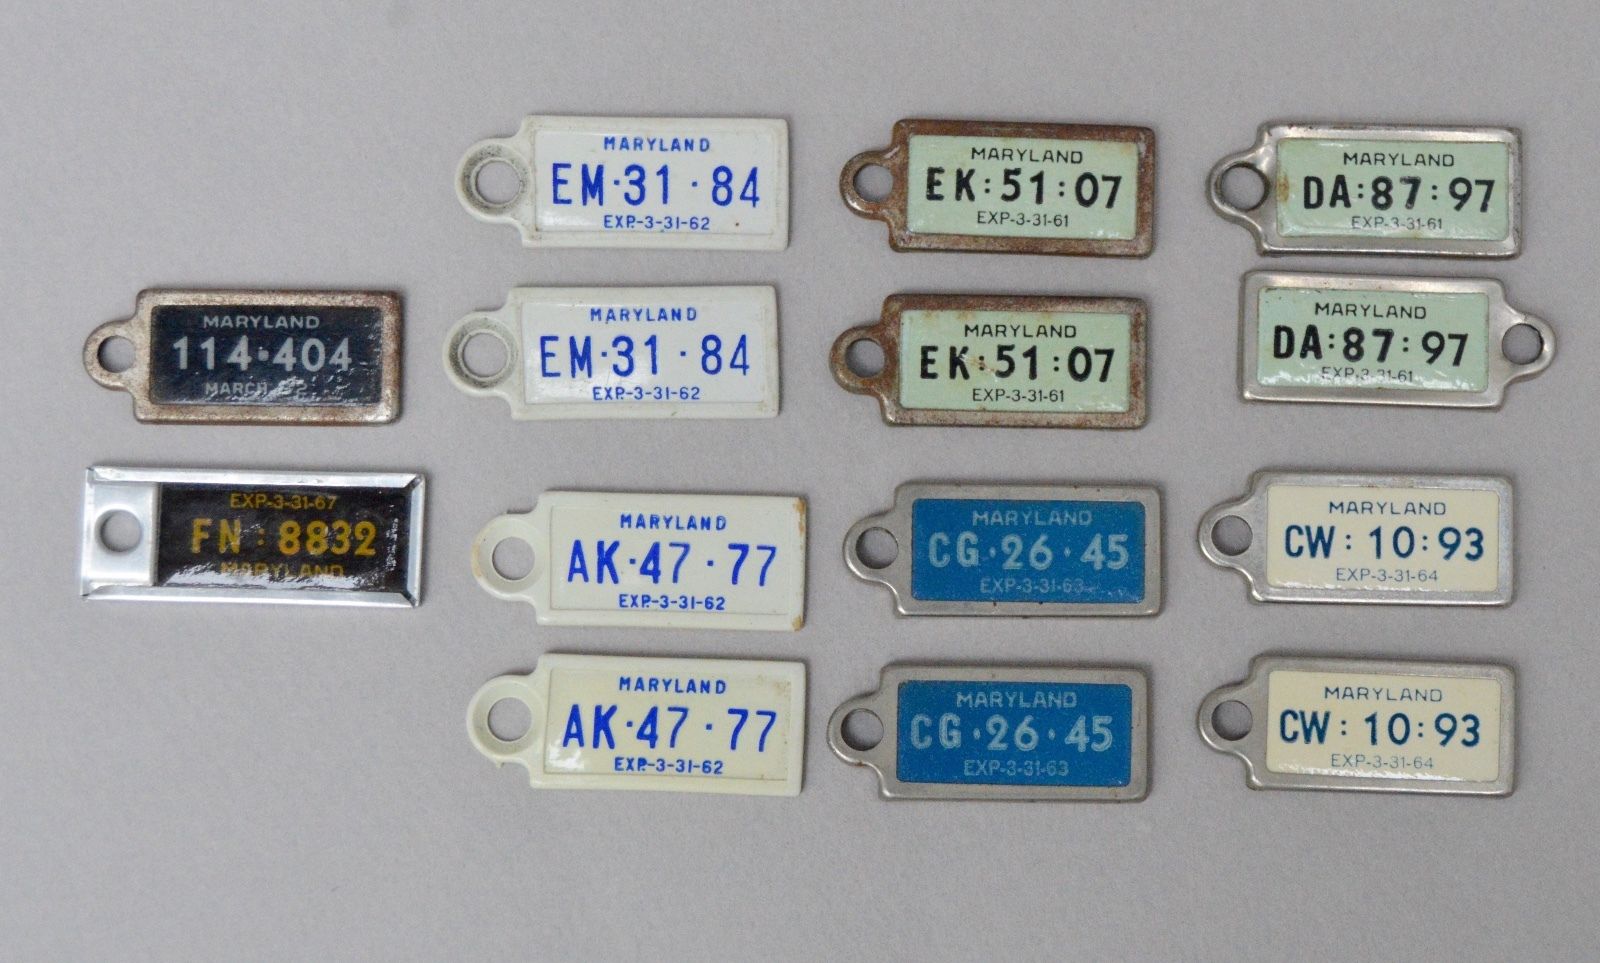 MARYLAND
EM·31·84
EXP.-3-31-62
MARYLAND
EK:51:07
EXP-3-31-61
MARYLAND
DA:87:97
EXP-3-31-61
MARYLAND
114·404
MARCH
MARYLAND
EM·31·84
EXP.-3-31-62
MARYLAND
EK:51:07
EXP-3-31-61
MARYLAND
DA:87:97
EXP-3-31-61
EXP-3-31-67
FN:8832
MARYLAND
MARYLAND
AK·47·77
EXP.-3-31-62
MARYLAND
CG·26·45
EXP-3-31-63
MARYLAND
CW:10:93
EXP-3-31-64
MARYLAND
AK·47·77
EXP.-3-31-62
MARYLAND
CG·26·45
EXP-3-31-63
MARYLAND
CW:10:93
EXP-3-31-64